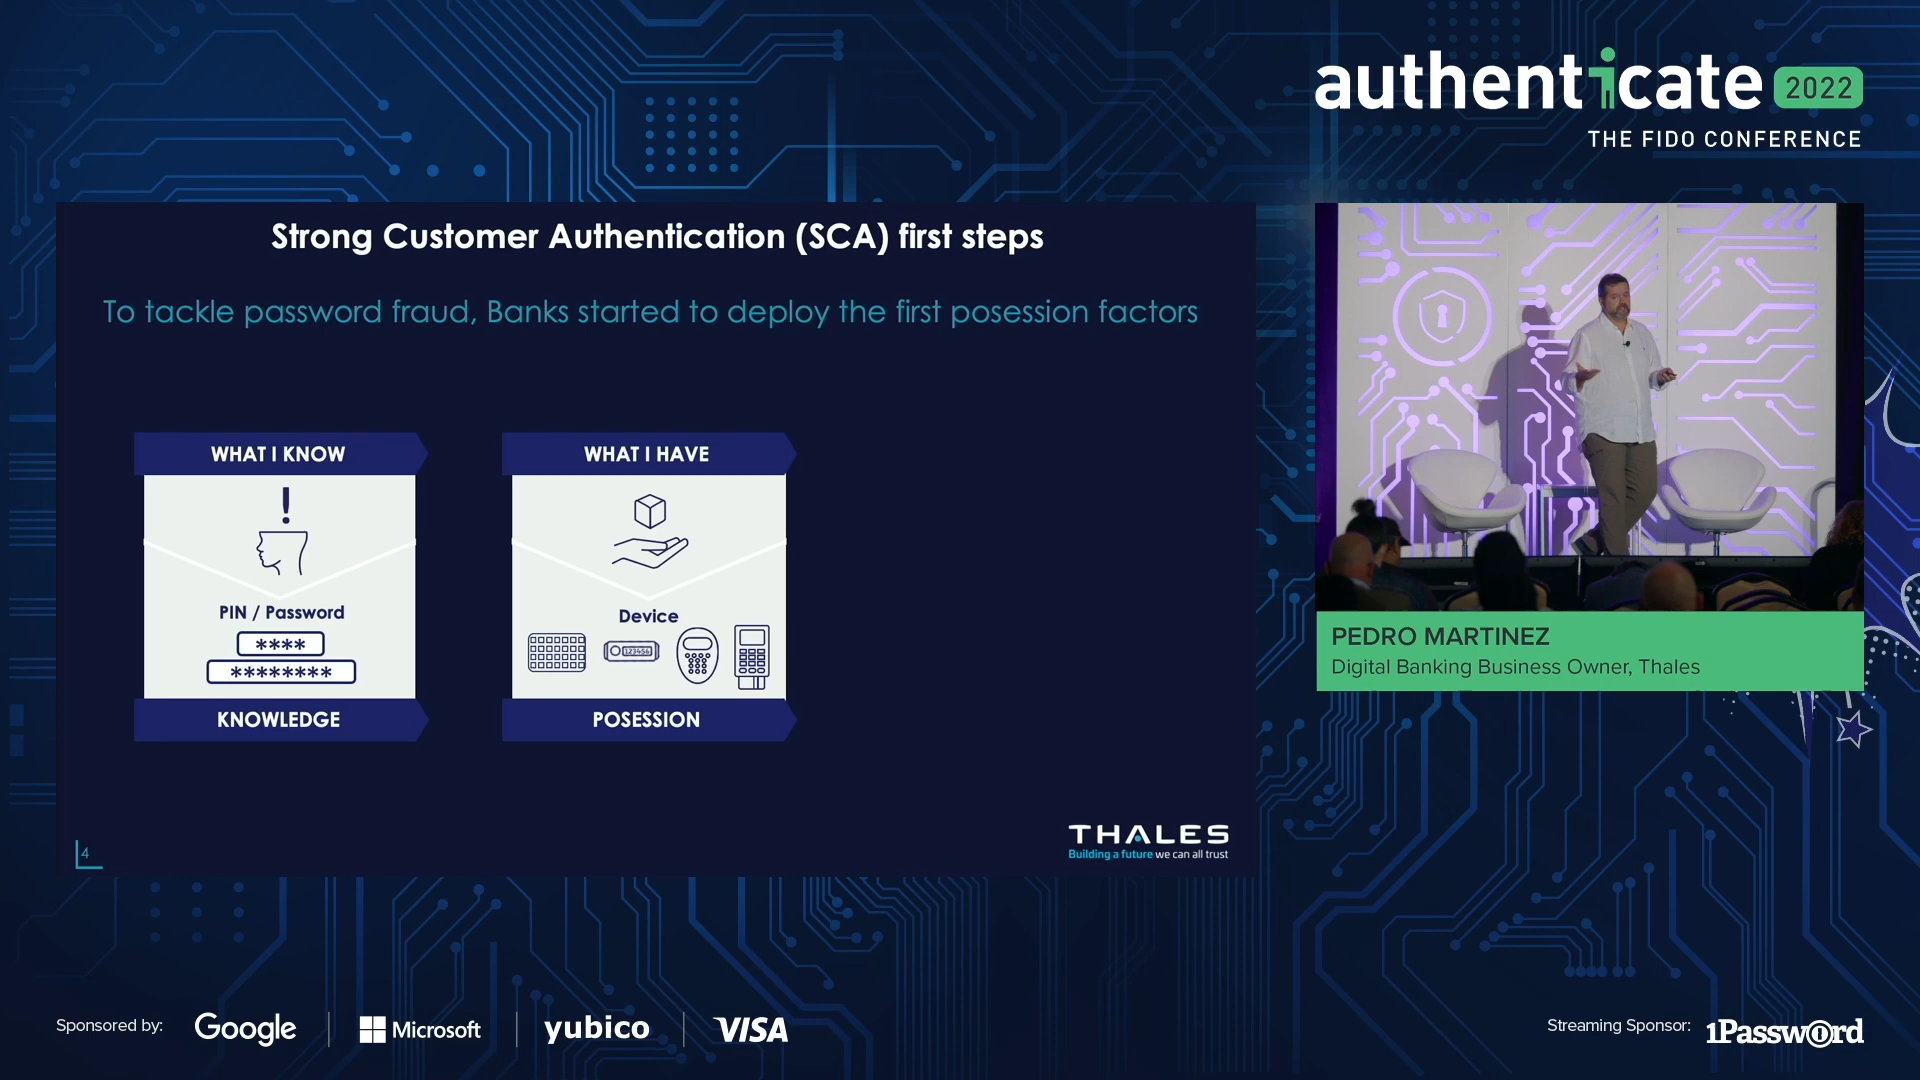 authenticate 2022
THE FIDO CONFERENCE
Strong Customer Authentication (SCA) first steps
To tackle password fraud, Banks started to deploy the first posession factors
WHAT I KNOW
PIN / Password
****
********
KNOWLEDGE
WHAT I HAVE
Device
123456
POSESSION
THALES
Building a future we can all trust
4
PEDRO MARTINEZ
Digital Banking Business Owner, Thales
Sponsored by: Google Microsoft yubico VISA
Streaming Sponsor: 1Password